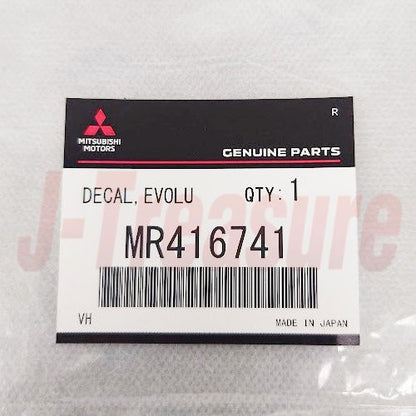 R
MITSUBISHI
MOTORS
GENUINE PARTS
DECAL, EVOLU QTY: 1
MR416741
VH MADE IN JAPAN
J-Treasure